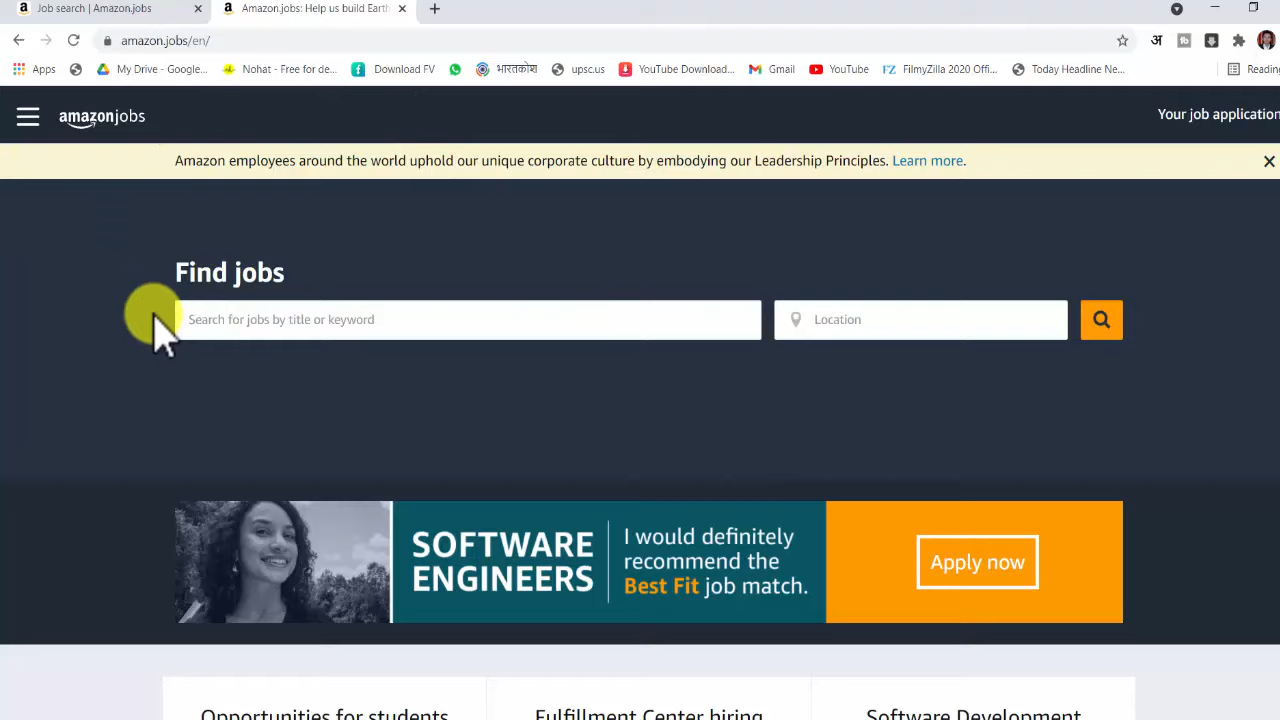 Job search | Amazon.jobs
Amazon.jobs: Help us build Earth
amazon.jobs/en/
अ
Apps
My Drive - Google...
Nohat - Free for de...
Download FV
भारतकोश
upsc.us
YouTube Download...
Gmail
YouTube
FZ
FilmyZilla 2020 Offi...
Today Headline Ne...
Reading
amazonjobs
Your job application
Amazon employees around the world uphold our unique corporate culture by embodying our Leadership Principles. Learn more.
Find jobs
Search for jobs by title or keyword
Location
SOFTWARE ENGINEERS
I would definitely
recommend the
Best Fit job match.
Apply now
Opportunities for students
Fulfillment Center hiring
Software Development